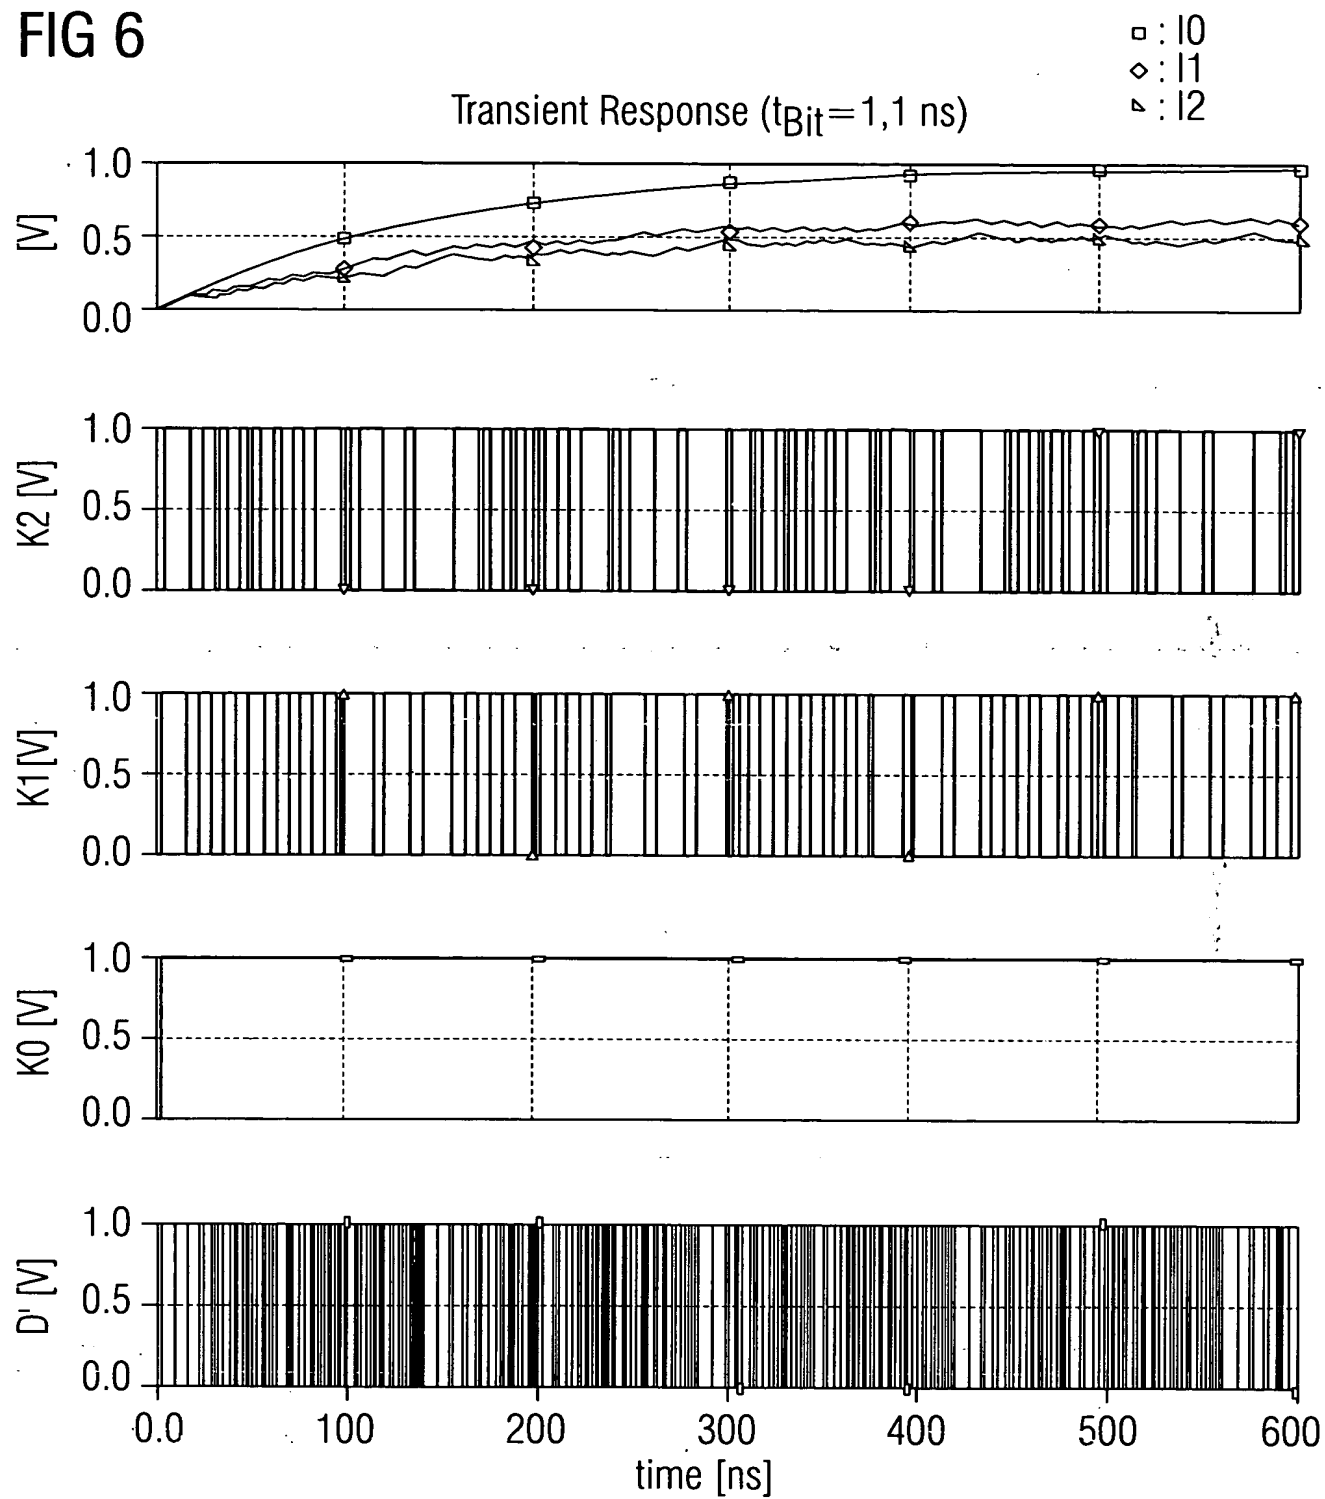 FIG 6
□ : I0
◇ : I1
◺ : I2
Transient Response (tBit=1,1 ns)
[V]
1.0
0.5
0.0
K2 [V]
1.0
0.5
0.0
K1 [V]
1.0
0.5
0.0
K0 [V]
1.0
0.5
0.0
D' [V]
1.0
0.5
0.0
0.0 100 200 300 400 500 600
time [ns]